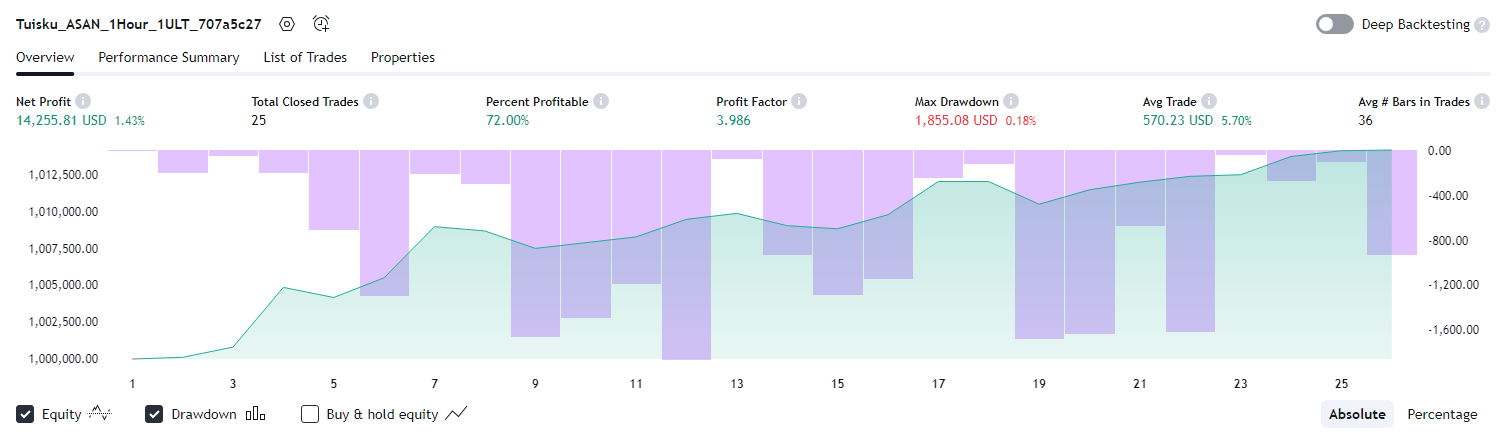 Tuisku_ASAN_1Hour_1ULT_707a5c27 Deep Backtesting ?
Overview Performance Summary List of Trades Properties
Net Profit Total Closed Trades Percent Profitable Profit Factor Max Drawdown Avg Trade Avg # Bars in Trades
14,255.81 USD 1.43% 25 72.00% 3.986 1,855.08 USD 0.18% 570.23 USD 5.70% 36
0.00
1,012,500.00
-400.00
1,010,000.00
-800.00
1,007,500.00
1,005,000.00 -1,200.00
1,002,500.00
-1,600.00
1,000,000.00
1 3 5 7 9 11 13 15 17 19 21 23 25
Equity Drawdown Buy & hold equity Absolute Percentage